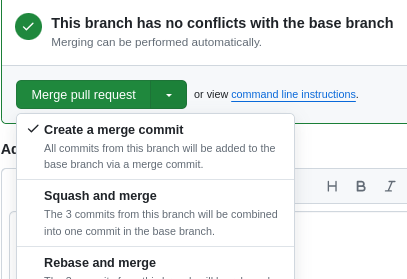 This branch has no conflicts with the base branch
Merging can be performed automatically.
Merge pull request
or view command line instructions.
Create a merge commit
All commits from this branch will be added to the
base branch via a merge commit.
Squash and merge
The 3 commits from this branch will be combined
into one commit in the base branch.
H B I
Rebase and merge